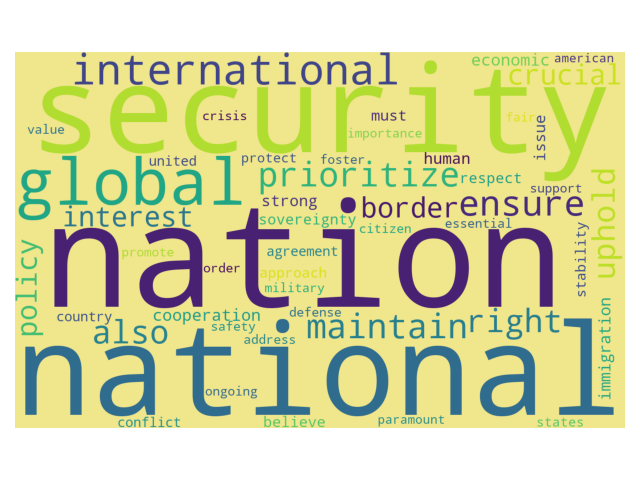 international
economic
american
crucial
security
crisis
must
fair
value
importance
issue
united
protect
foster
human
global
prioritize
respect
support
uphold
strong
border
ensure
interest
sovereignty
citizen
essential
nation
stability
policy
promote
agreement
order
approach
military
country
cooperation
defense
also
safety
maintain
right
address
immigration
national
ongoing
conflict
believe
paramount
states